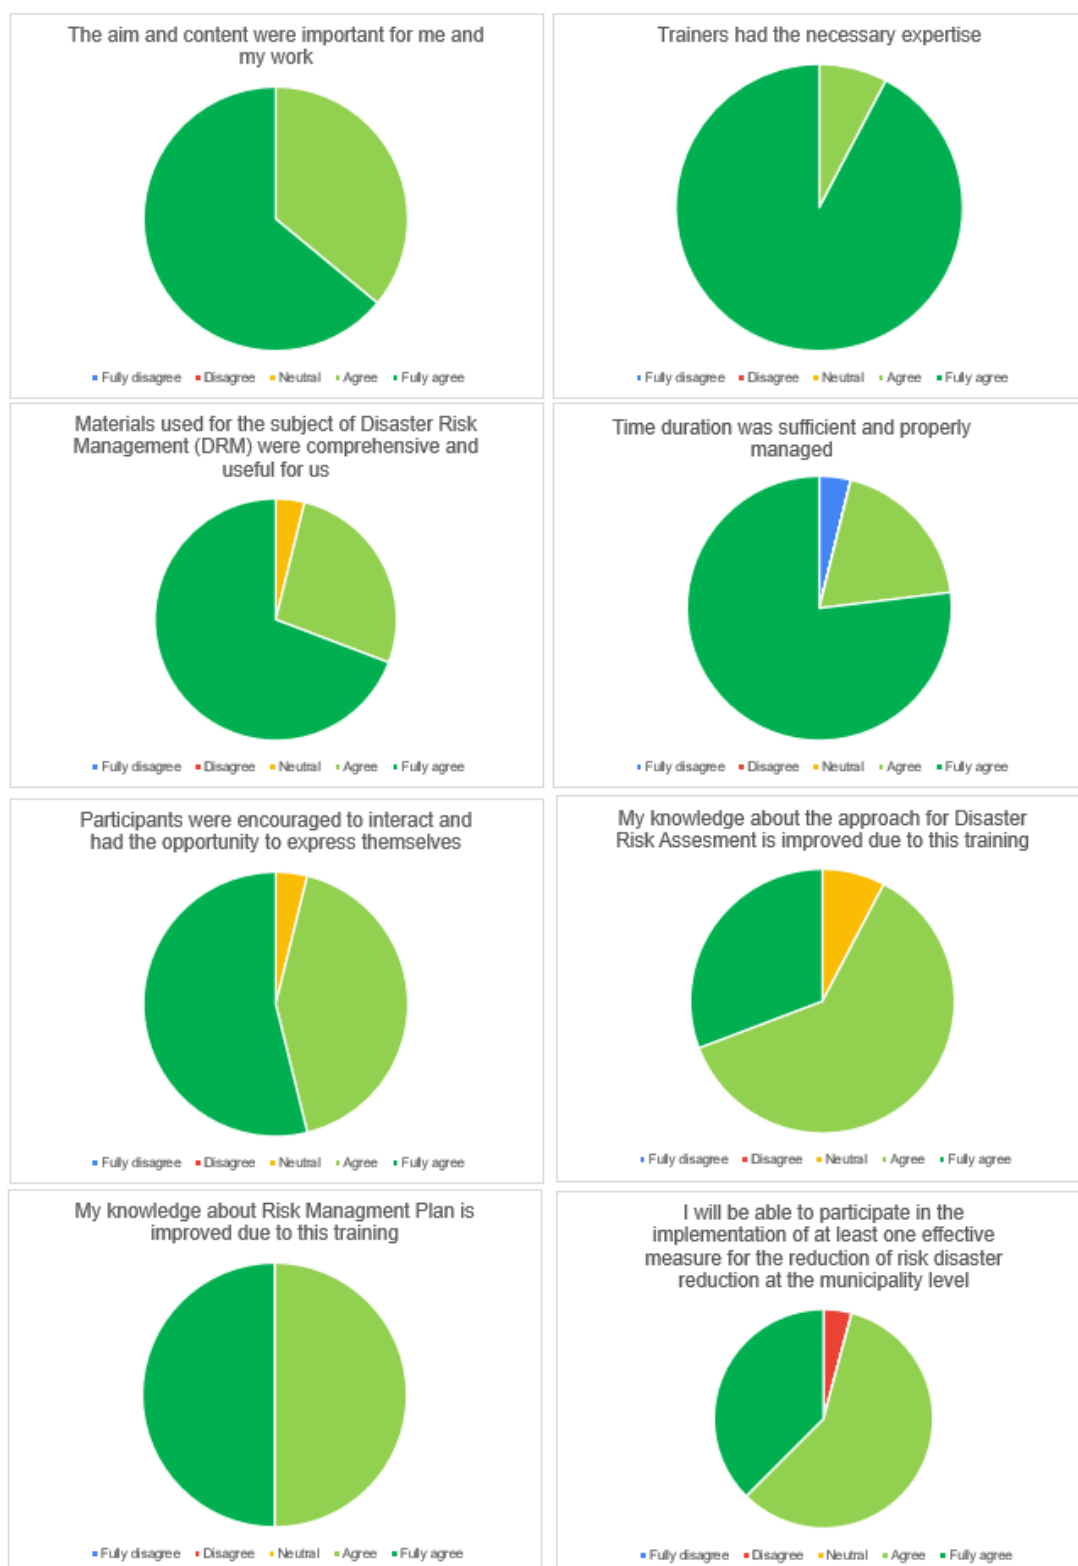 The aim and content were important for me and
my work
Fully disagree Disagree Neutral Agree Fully agree
Trainers had the necessary expertise
Fully disagree Disagree Neutral Agree Fully agree
Materials used for the subject of Disaster Risk
Management (DRM) were comprehensive and
useful for us
Fully disagree Disagree Neutral Agree Fully agree
Time duration was sufficient and properly
managed
Fully disagree Disagree Neutral Agree Fully agree
Participants were encouraged to interact and
had the opportunity to express themselves
Fully disagree Disagree Neutral Agree Fully agree
My knowledge about the approach for Disaster
Risk Assesment is improved due to this training
Fully disagree Disagree Neutral Agree Fully agree
My knowledge about Risk Managment Plan is
improved due to this training
Fully disagree Disagree Neutral Agree Fully agree
I will be able to participate in the
implementation of at least one effective
measure for the reduction of risk disaster
reduction at the municipality level
Fully disagree Disagree Neutral Agree Fully agree